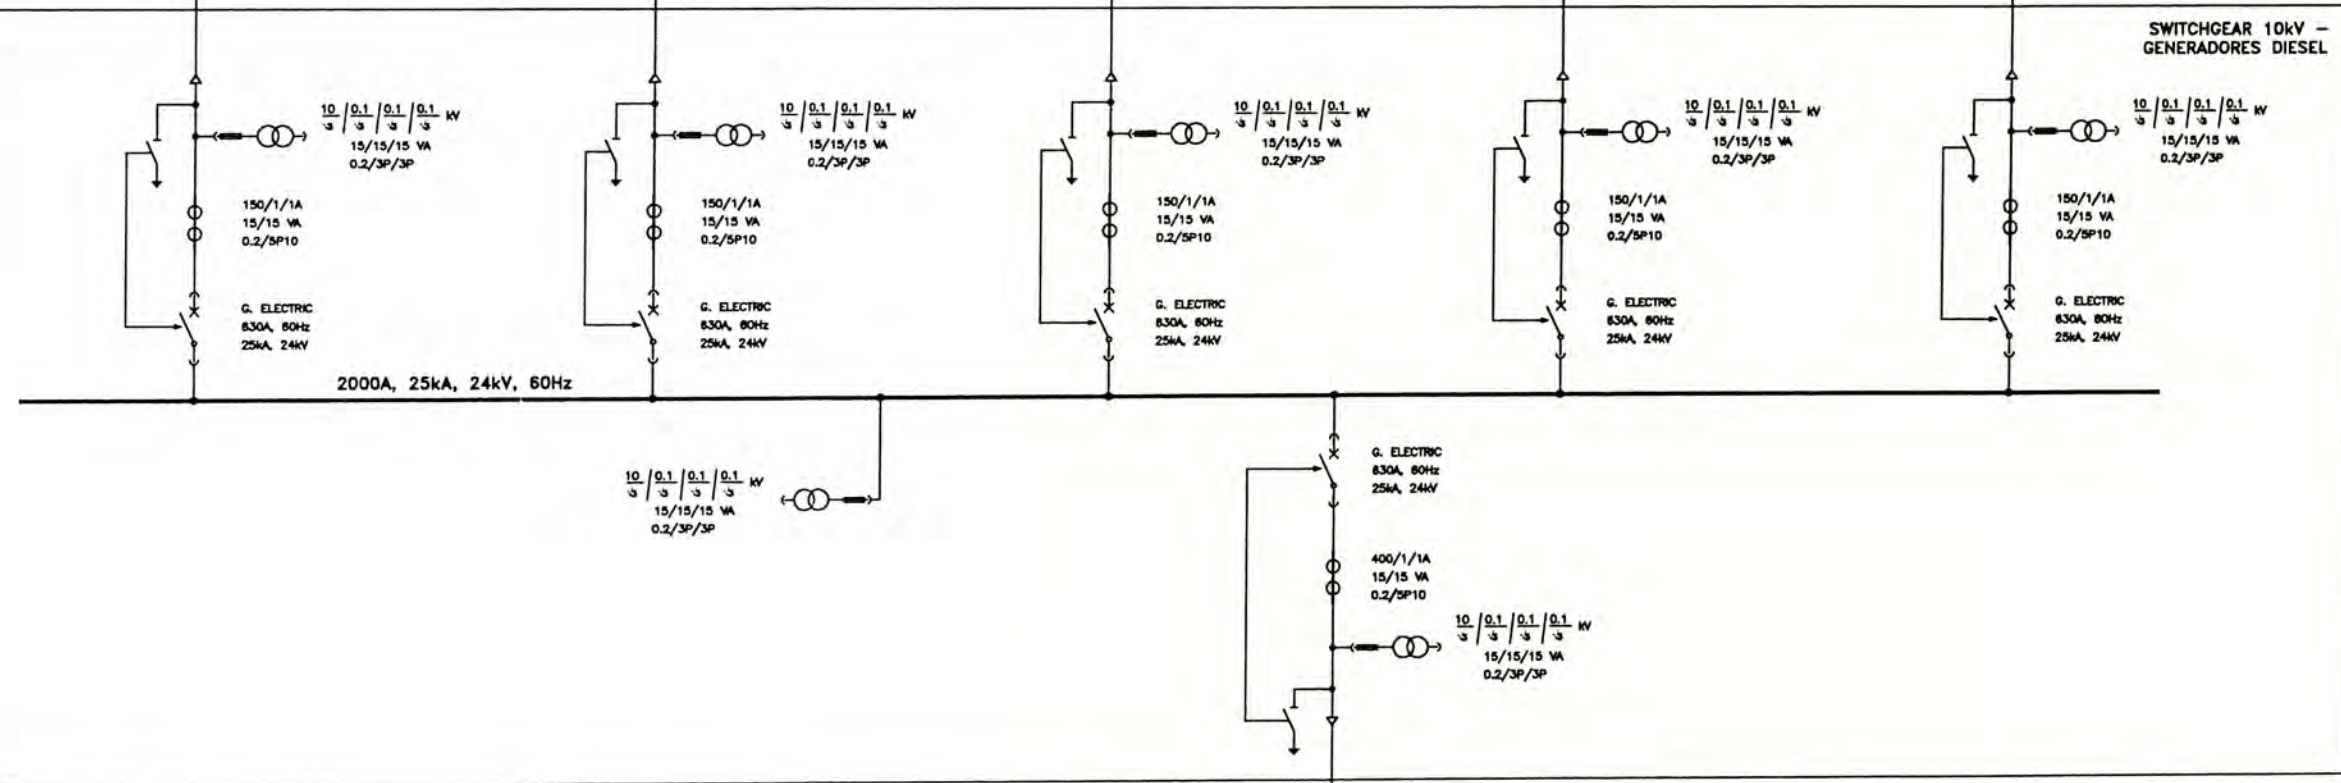 SWITCHGEAR 10kV –
GENERADORES DIESEL
10/√3 / 0.1/√3 / 0.1/√3 / 0.1/√3 kV
15/15/15 VA
0.2/3P/3P
150/1/1A
15/15 VA
0.2/5P10
G. ELECTRIC
630A, 60Hz
25kA, 24kV
10/√3 / 0.1/√3 / 0.1/√3 / 0.1/√3 kV
15/15/15 VA
0.2/3P/3P
150/1/1A
15/15 VA
0.2/5P10
G. ELECTRIC
630A, 60Hz
25kA, 24kV
10/√3 / 0.1/√3 / 0.1/√3 / 0.1/√3 kV
15/15/15 VA
0.2/3P/3P
150/1/1A
15/15 VA
0.2/5P10
G. ELECTRIC
630A, 60Hz
25kA, 24kV
10/√3 / 0.1/√3 / 0.1/√3 / 0.1/√3 kV
15/15/15 VA
0.2/3P/3P
150/1/1A
15/15 VA
0.2/5P10
G. ELECTRIC
630A, 60Hz
25kA, 24kV
10/√3 / 0.1/√3 / 0.1/√3 / 0.1/√3 kV
15/15/15 VA
0.2/3P/3P
150/1/1A
15/15 VA
0.2/5P10
G. ELECTRIC
630A, 60Hz
25kA, 24kV
2000A, 25kA, 24kV, 60Hz
10/√3 / 0.1/√3 / 0.1/√3 / 0.1/√3 kV
15/15/15 VA
0.2/3P/3P
G. ELECTRIC
630A, 60Hz
25kA, 24kV
400/1/1A
15/15 VA
0.2/5P10
10/√3 / 0.1/√3 / 0.1/√3 / 0.1/√3 kV
15/15/15 VA
0.2/3P/3P